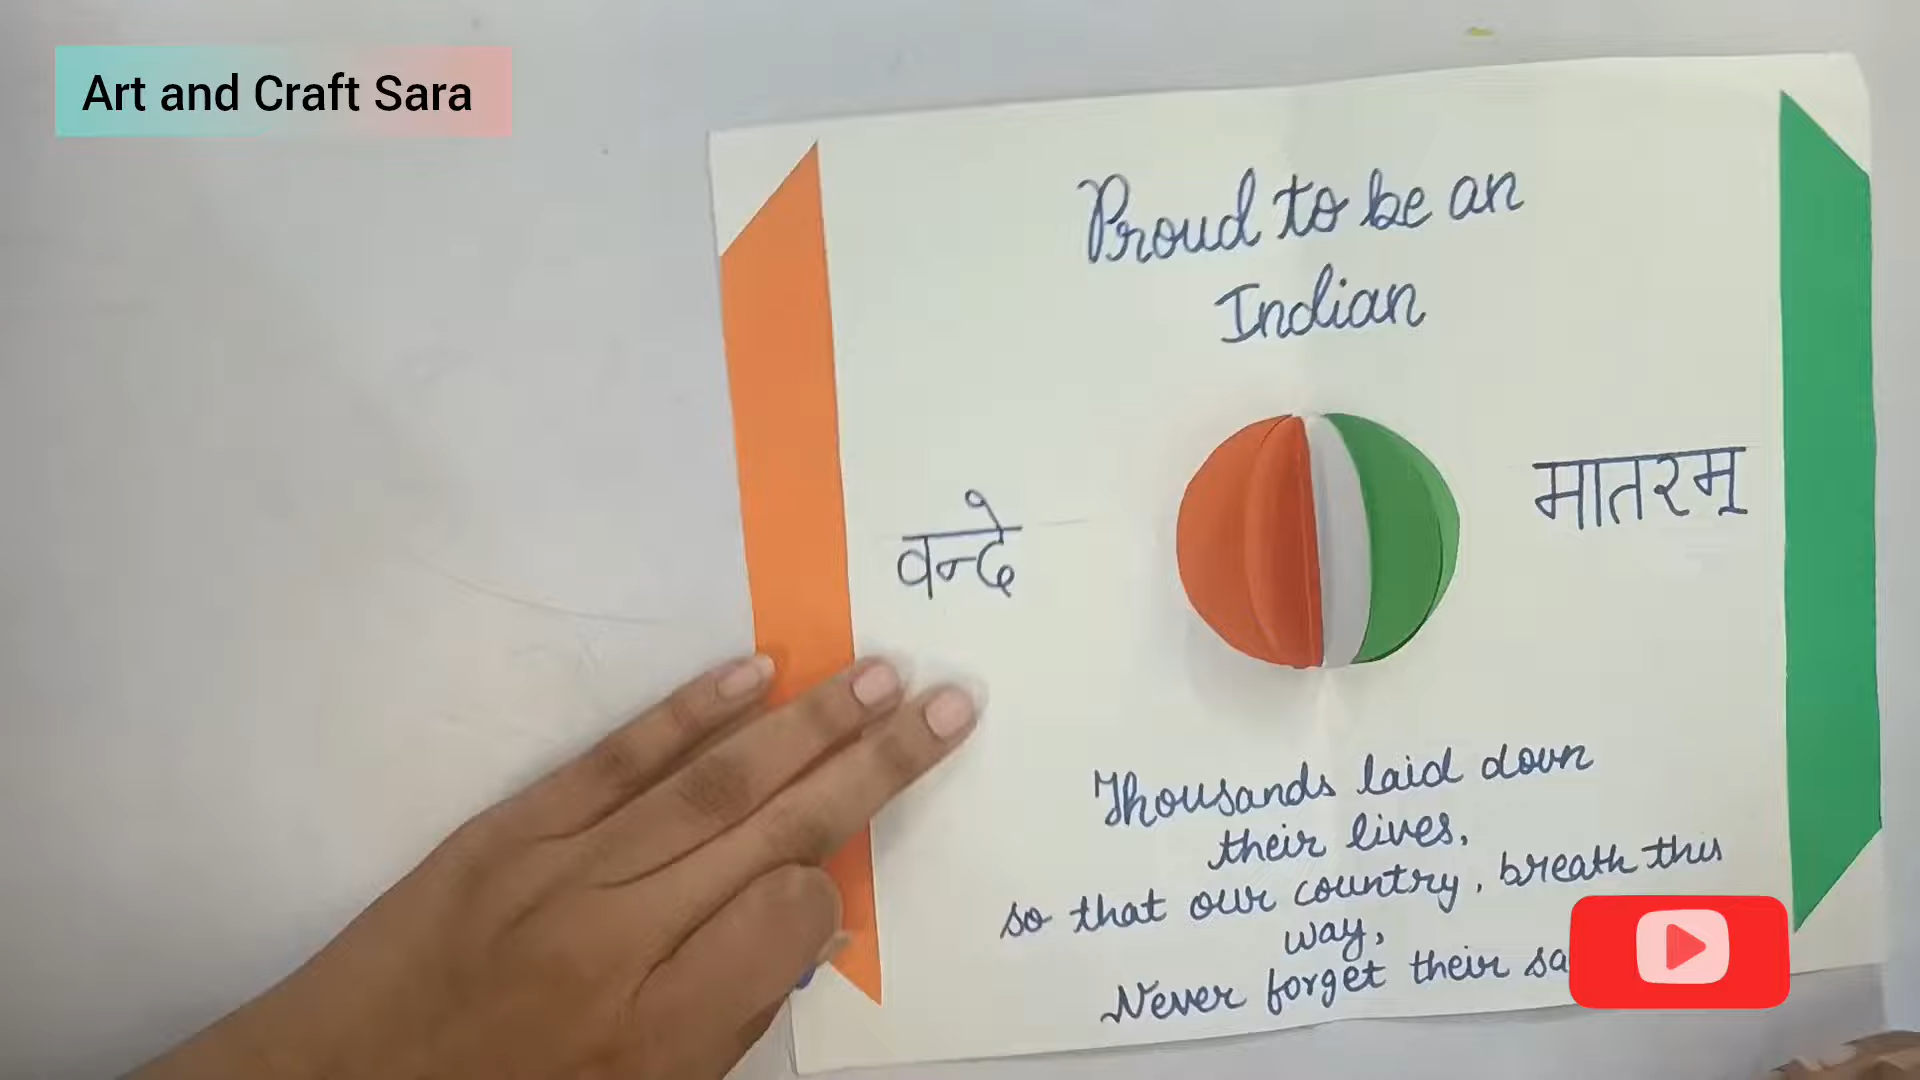 Art and Craft Sara
Proud to be an
Indian
वन्दे
मातरम्
Thousands laid down
their lives,
so that our country, breath this
way,
Never forget their